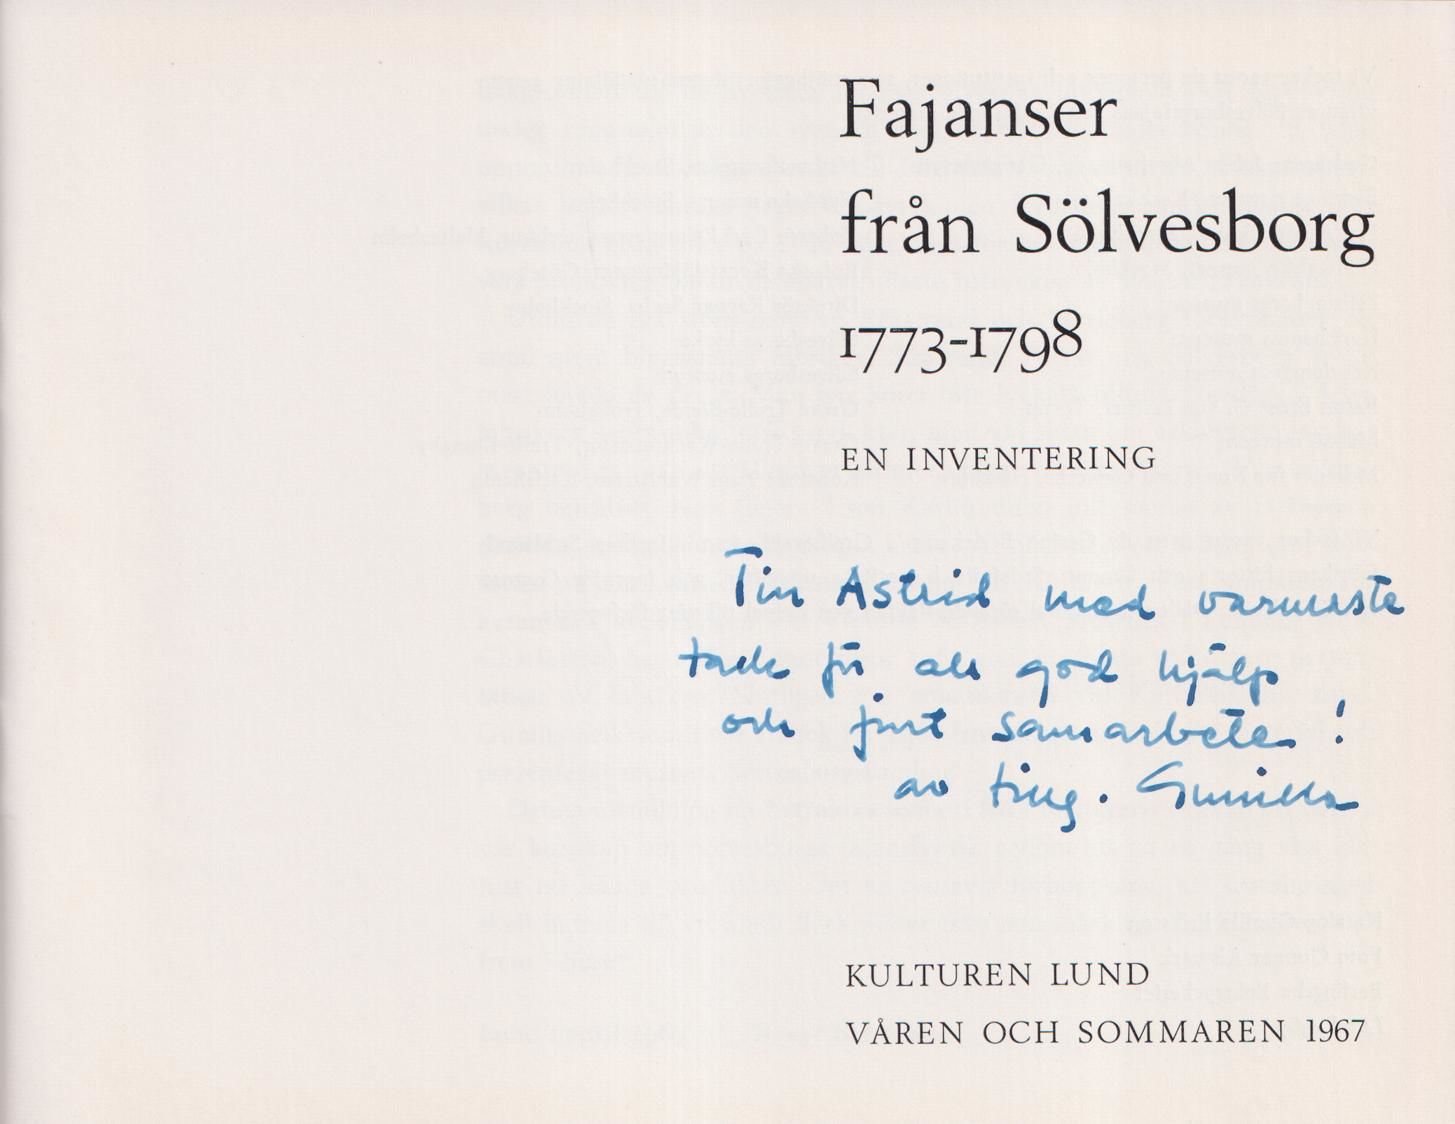 Fajanser
från Sölvesborg
1773-1798
EN INVENTERING
Till Astrid med varmaste
tack för all god hjälp
och fint samarbete!
av Gunilla
KULTUREN LUND
VÅREN OCH SOMMAREN 1967